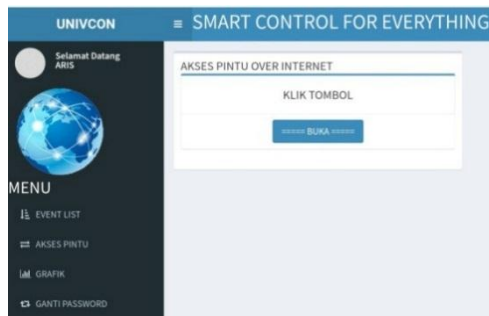 UNIVCON
SMART CONTROL FOR EVERYTHING
Selamat Datang
ARIS
AKSES PINTU OVER INTERNET
KLIK TOMBOL
===== BUKA =====
MENU
EVENT LIST
AKSES PINTU
GRAFIK
GANTI PASSWORD